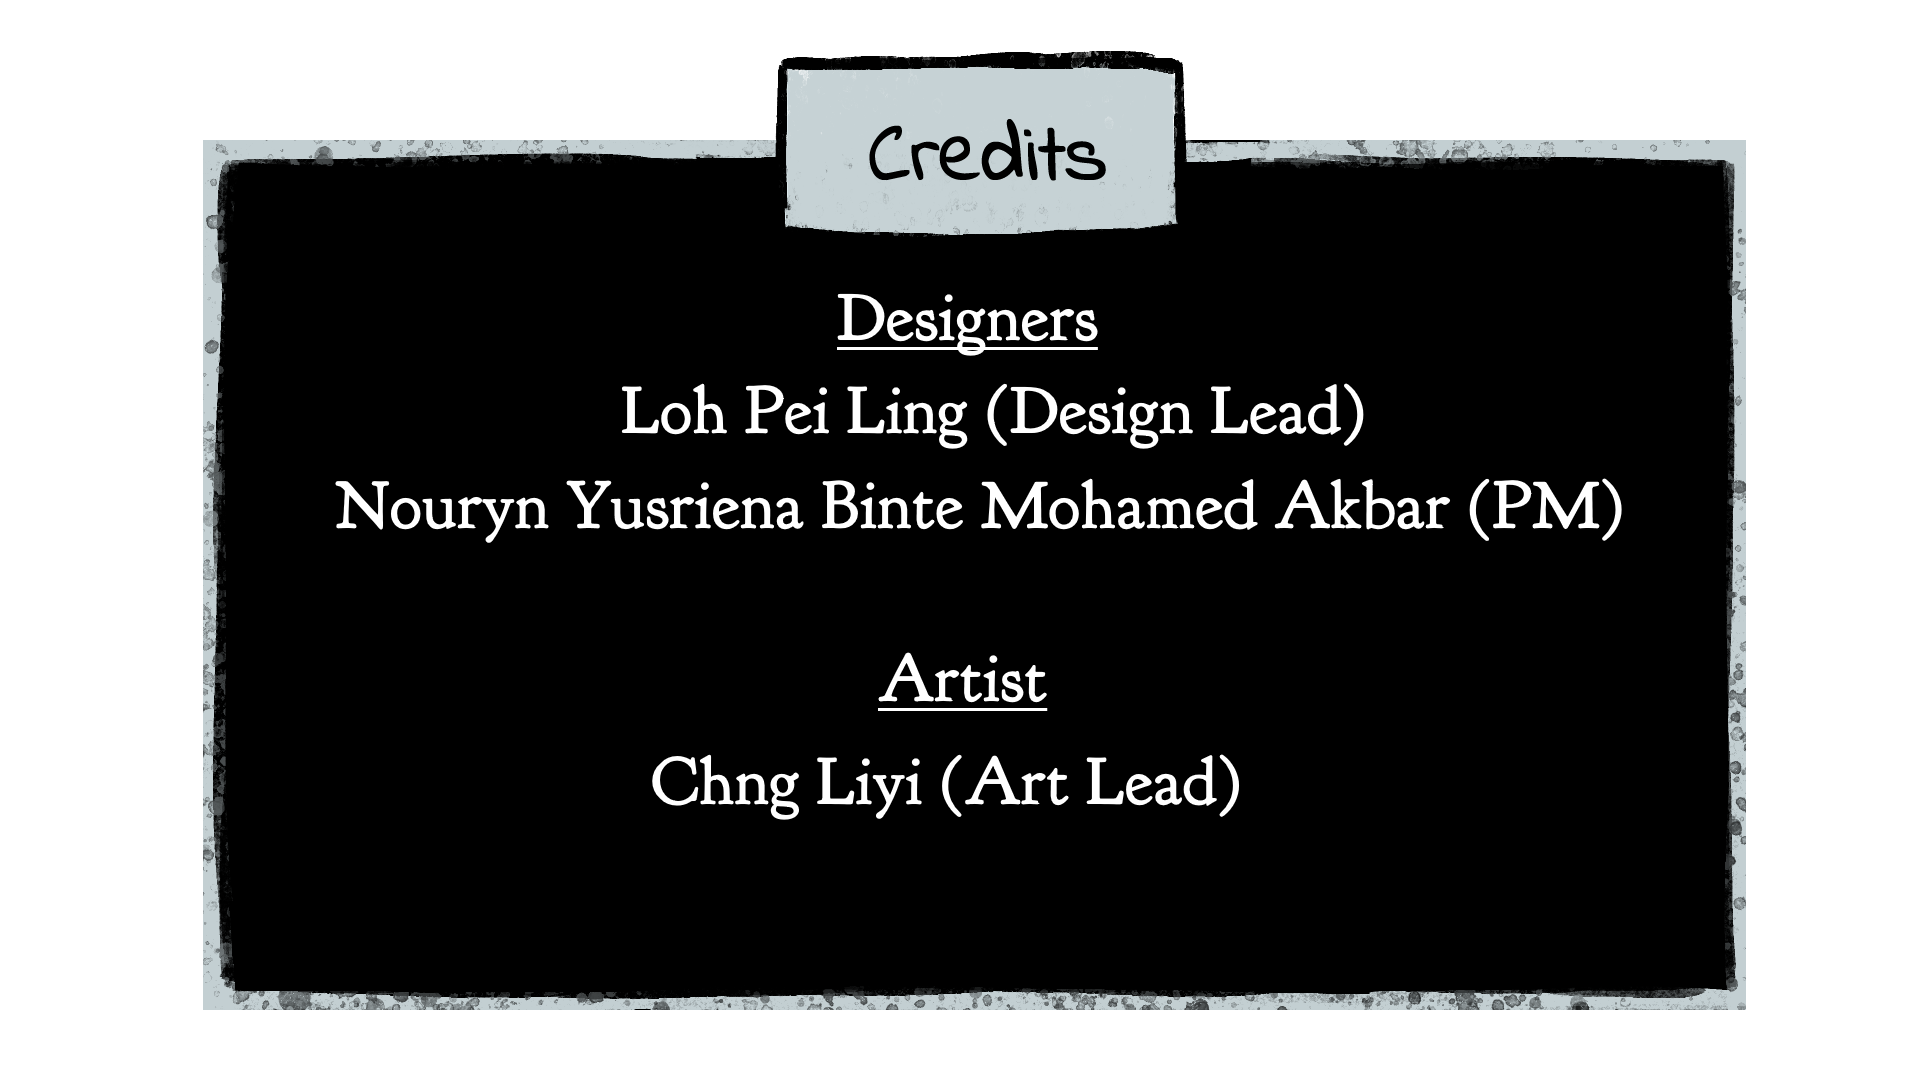 Credits
Designers
Loh Pei Ling (Design Lead)
Nouryn Yusriena Binte Mohamed Akbar (PM)
Artist
Chng Liyi (Art Lead)